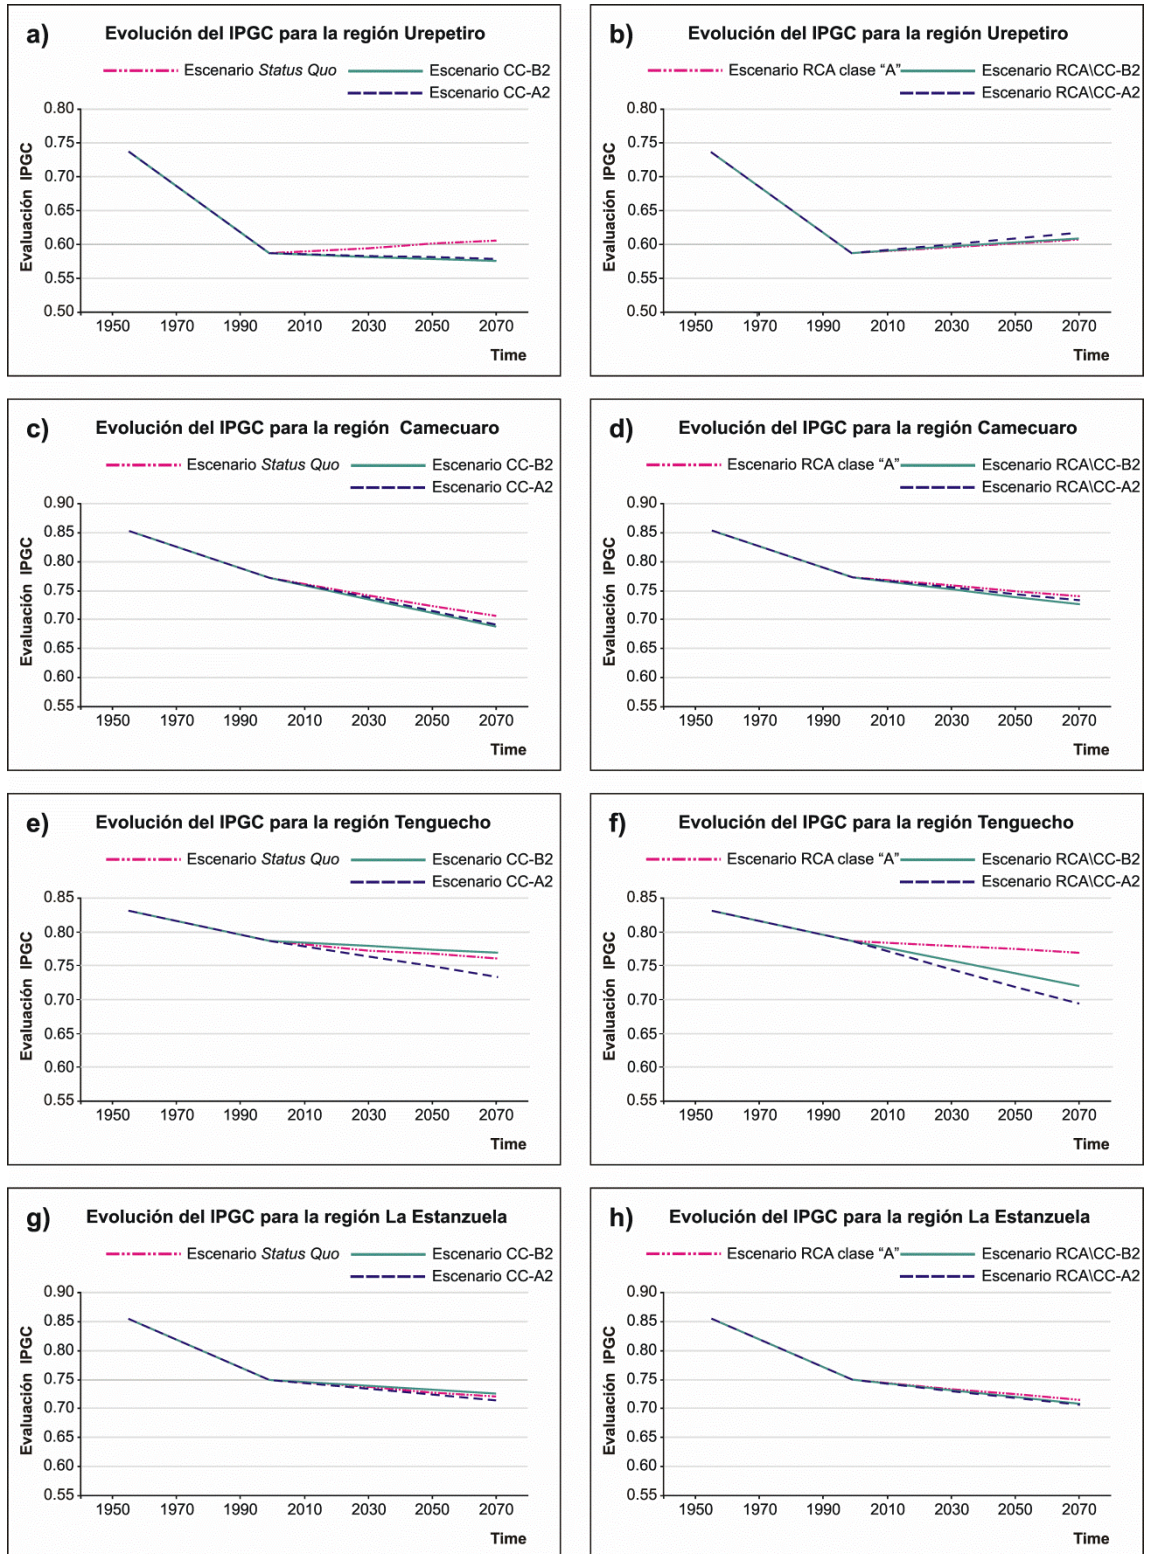 a) Evolución del IPGC para la región Urepetiro
Escenario Status Quo Escenario CC-B2
Escenario CC-A2
Evaluación IPGC
0.80
0.75
0.70
0.65
0.60
0.55
0.50
1950 1970 1990 2010 2030 2050 2070
Time
b) Evolución del IPGC para la región Urepetiro
Escenario RCA clase “A” Escenario RCA\CC-B2
Escenario RCA\CC-A2
Evaluación IPGC
0.80
0.75
0.70
0.65
0.60
0.55
0.50
1950 1970 1990 2010 2030 2050 2070
Time
c) Evolución del IPGC para la región Camecuaro
Escenario Status Quo Escenario CC-B2
Escenario CC-A2
Evaluación IPGC
0.90
0.85
0.80
0.75
0.70
0.65
0.60
0.55
1950 1970 1990 2010 2030 2050 2070
Time
d) Evolución del IPGC para la región Camecuaro
Escenario RCA clase “A” Escenario RCA\CC-B2
Escenario RCA\CC-A2
Evaluación IPGC
0.90
0.85
0.80
0.75
0.70
0.65
0.60
0.55
1950 1970 1990 2010 2030 2050 2070
Time
e) Evolución del IPGC para la región Tenguecho
Escenario Status Quo Escenario CC-B2
Escenario CC-A2
Evaluación IPGC
0.85
0.80
0.75
0.70
0.65
0.60
0.55
1950 1970 1990 2010 2030 2050 2070
Time
f) Evolución del IPGC para la región Tenguecho
Escenario RCA clase “A” Escenario RCA\CC-B2
Escenario RCA\CC-A2
Evaluación IPGC
0.85
0.80
0.75
0.70
0.65
0.60
0.55
1950 1970 1990 2010 2030 2050 2070
Time
g) Evolución del IPGC para la región La Estanzuela
Escenario Status Quo Escenario CC-B2
Escenario CC-A2
Evaluación IPGC
0.90
0.85
0.80
0.75
0.70
0.65
0.60
0.55
1950 1970 1990 2010 2030 2050 2070
Time
h) Evolución del IPGC para la región La Estanzuela
Escenario RCA clase “A” Escenario RCA\CC-B2
Escenario RCA\CC-A2
Evaluación IPGC
0.90
0.85
0.80
0.75
0.70
0.65
0.60
0.55
1950 1970 1990 2010 2030 2050 2070
Time